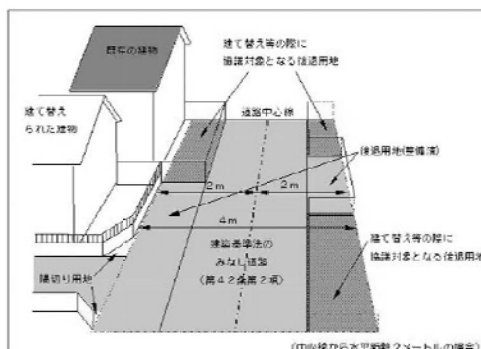 既存の建物
建て替え等の際に
協議対象となる後退用地
建て替え
られた建物
道路中心線
後退用地(整備済)
2m
2m
4m
建築基準法の
みなし道路
(第42条第2項)
建て替え等の際に
協議対象となる後退用地
隅切り用地
(中心線から水平距離2メートルの場合)